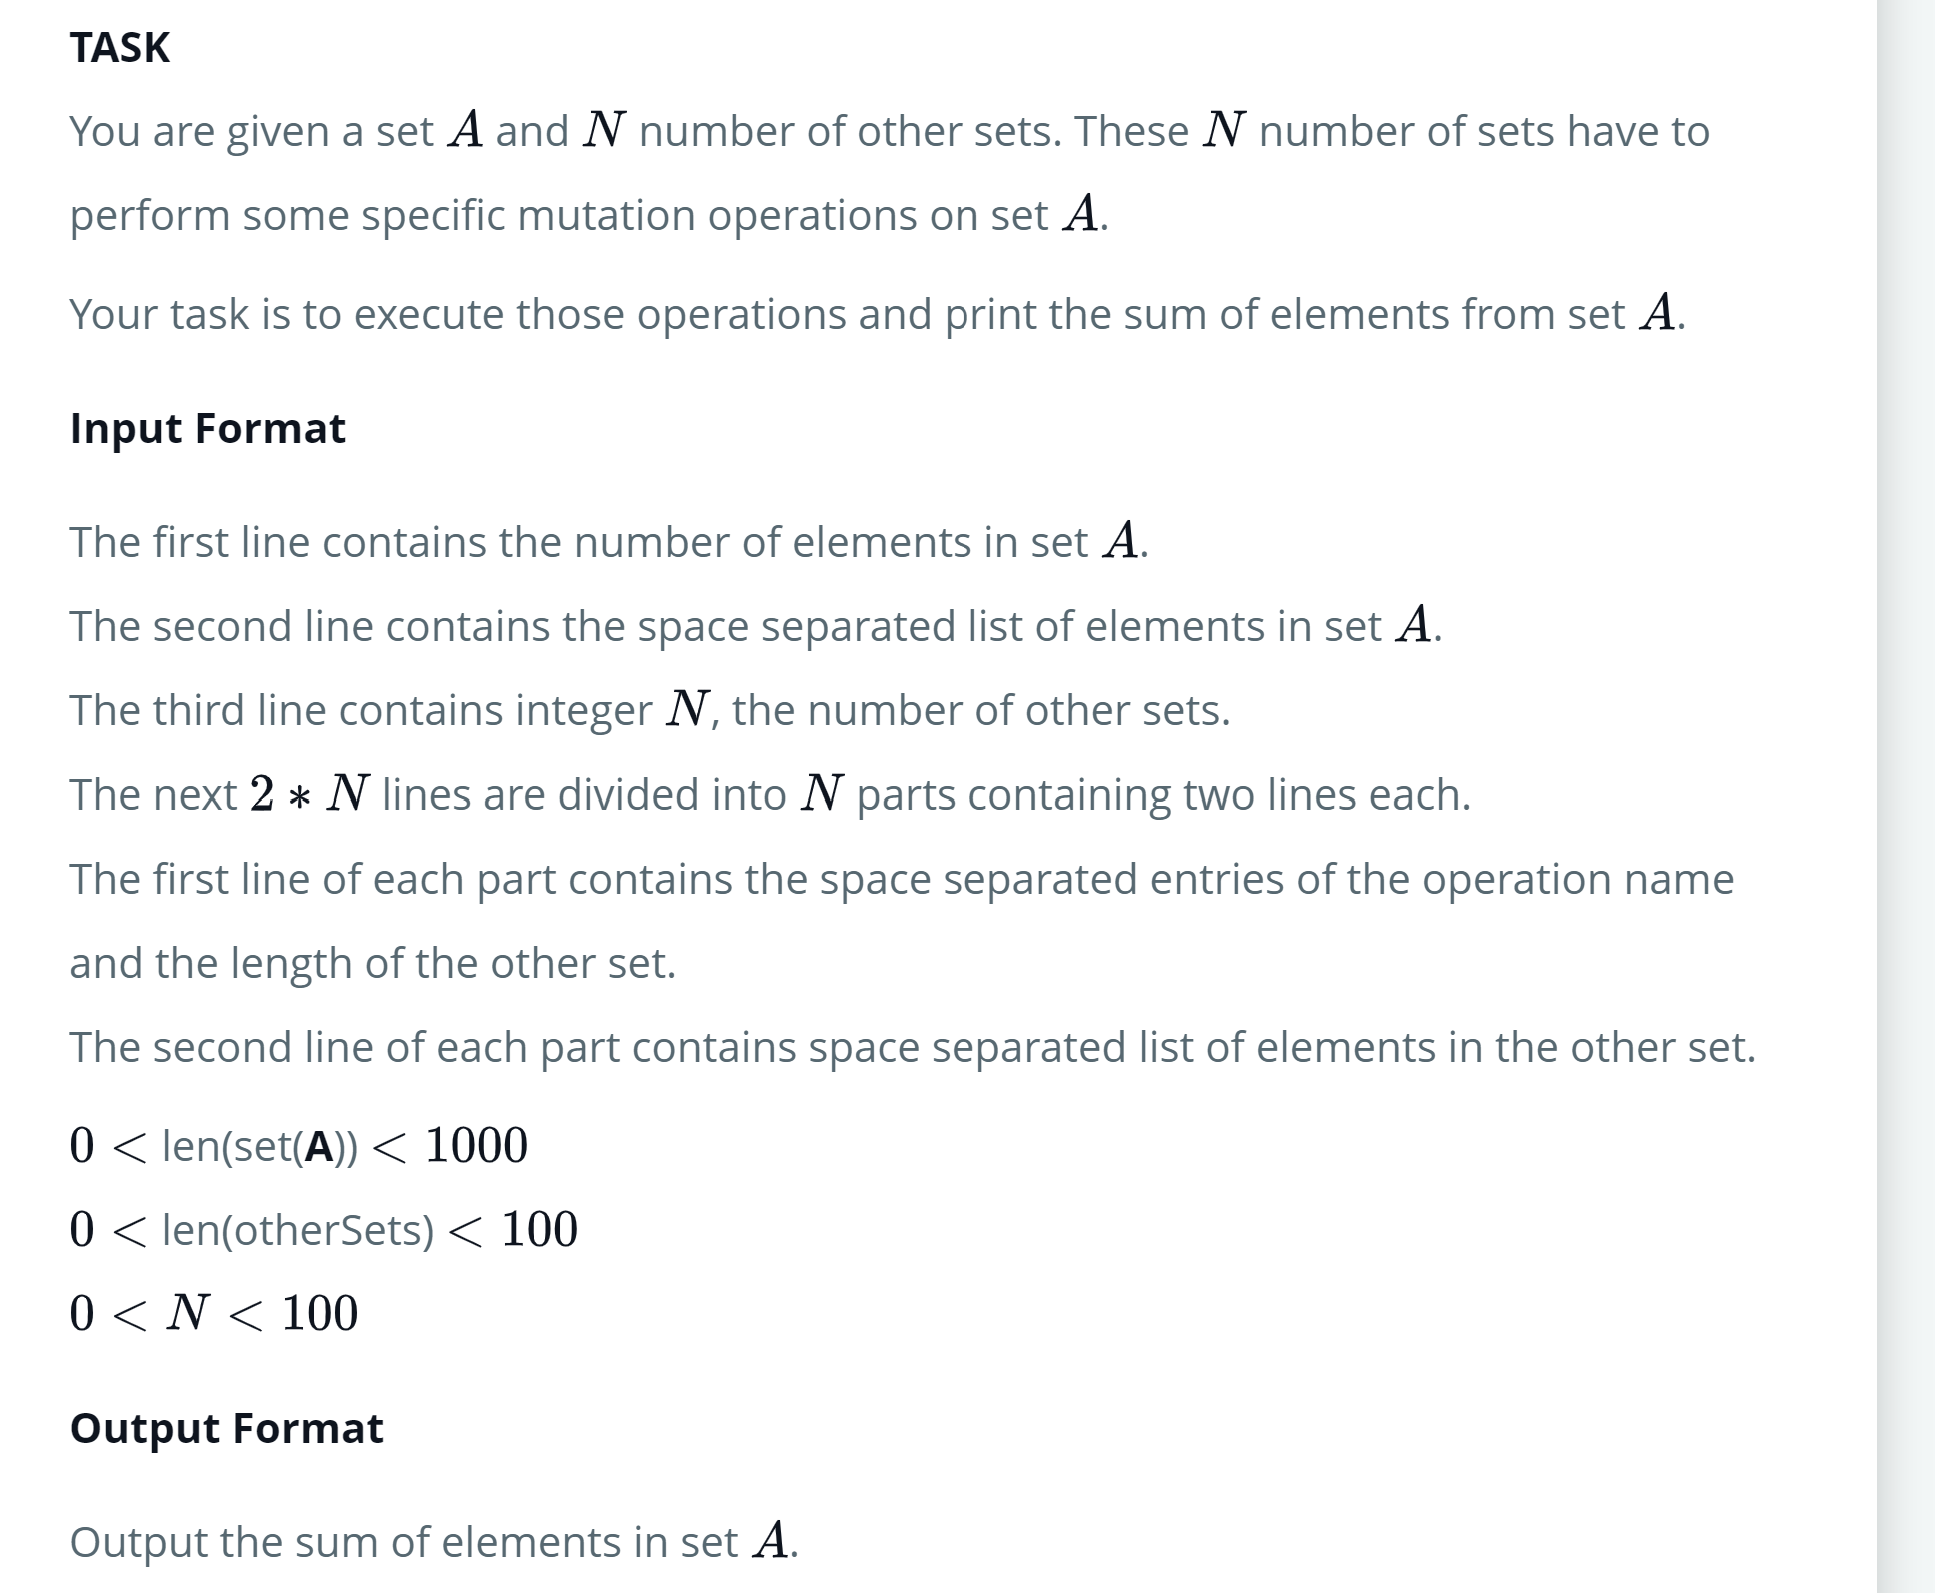 TASK
You are given a set A and N number of other sets. These N number of sets have to
perform some specific mutation operations on set A.
Your task is to execute those operations and print the sum of elements from set A.
Input Format
The first line contains the number of elements in set A.
The second line contains the space separated list of elements in set A.
The third line contains integer N, the number of other sets.
The next 2 * N lines are divided into N parts containing two lines each.
The first line of each part contains the space separated entries of the operation name
and the length of the other set.
The second line of each part contains space separated list of elements in the other set.
0 < len(set(A)) < 1000
0 < len(otherSets) < 100
0 < N < 100
Output Format
Output the sum of elements in set A.